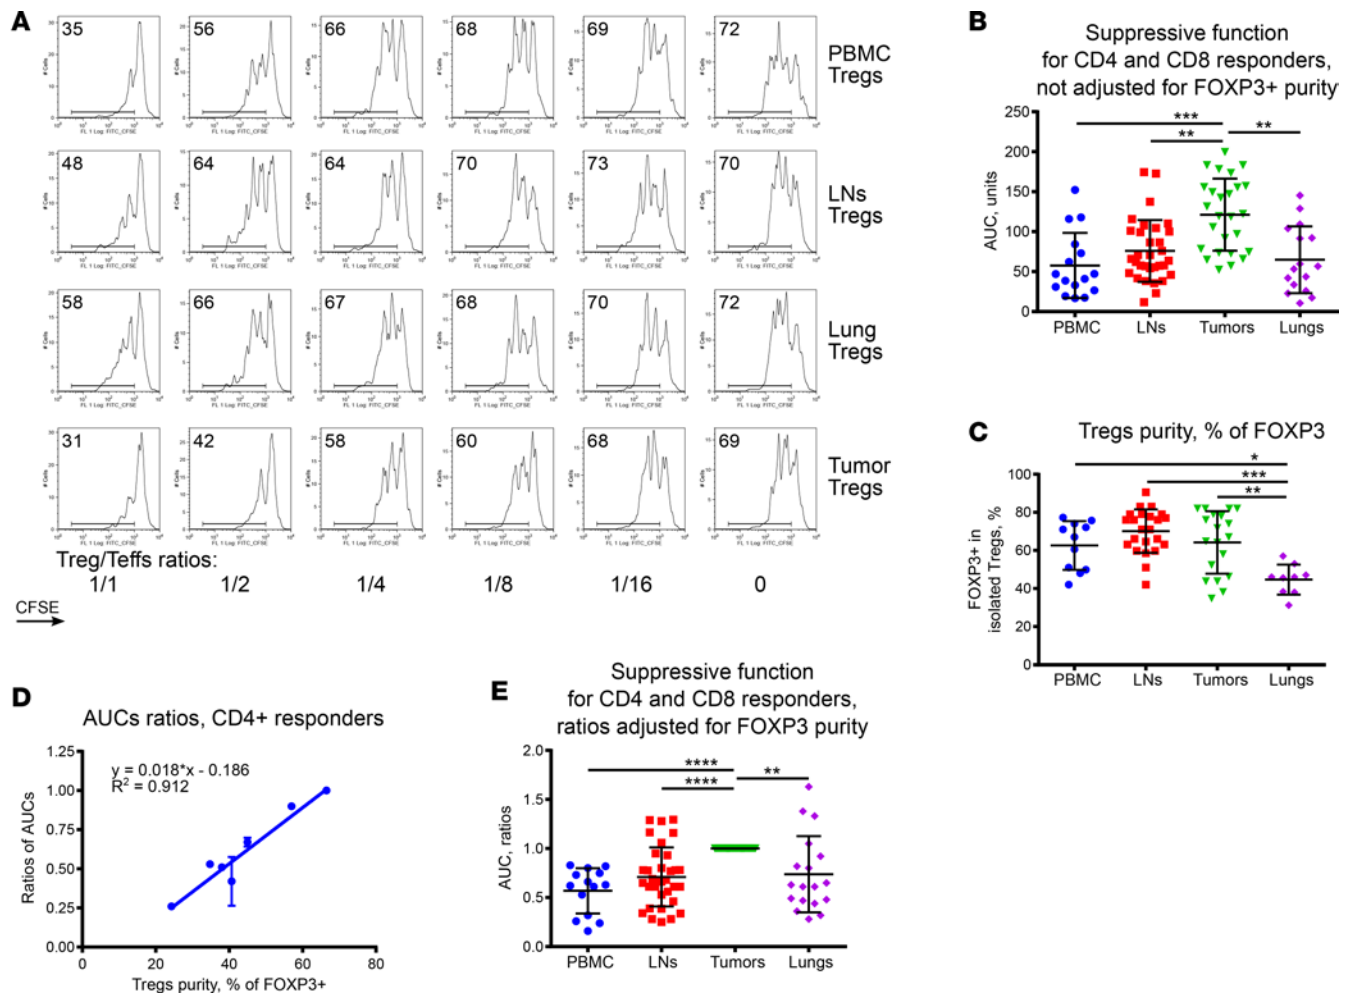 A
35
56
66
68
69
72
PBMC
Tregs
48
64
64
70
73
70
LNs
Tregs
58
66
67
68
70
72
Lung
Tregs
31
42
58
60
68
69
Tumor
Tregs
# Cells
FL 1 Log: FITC_CFSE
Treg/Teffs ratios:
1/1 1/2 1/4 1/8 1/16 0
CFSE
B
Suppressive function
for CD4 and CD8 responders,
not adjusted for FOXP3+ purity
AUC, units
250
200
150
100
50
0
***
** **
PBMC LNs Tumors Lungs
C
Tregs purity, % of FOXP3
FOXP3+ in
isolated Tregs, %
100
80
60
40
20
0
*
***
**
PBMC LNs Tumors Lungs
D
AUCs ratios, CD4+ responders
y = 0.018*x - 0.186
R2 = 0.912
Ratios of AUCs
1.25
1.00
0.75
0.50
0.25
0.00
0 20 40 60 80
Tregs purity, % of FOXP3+
E
Suppressive function
for CD4 and CD8 responders,
ratios adjusted for FOXP3 purity
AUC, ratios
2.0
1.5
1.0
0.5
0.0
****
**** **
PBMC LNs Tumors Lungs